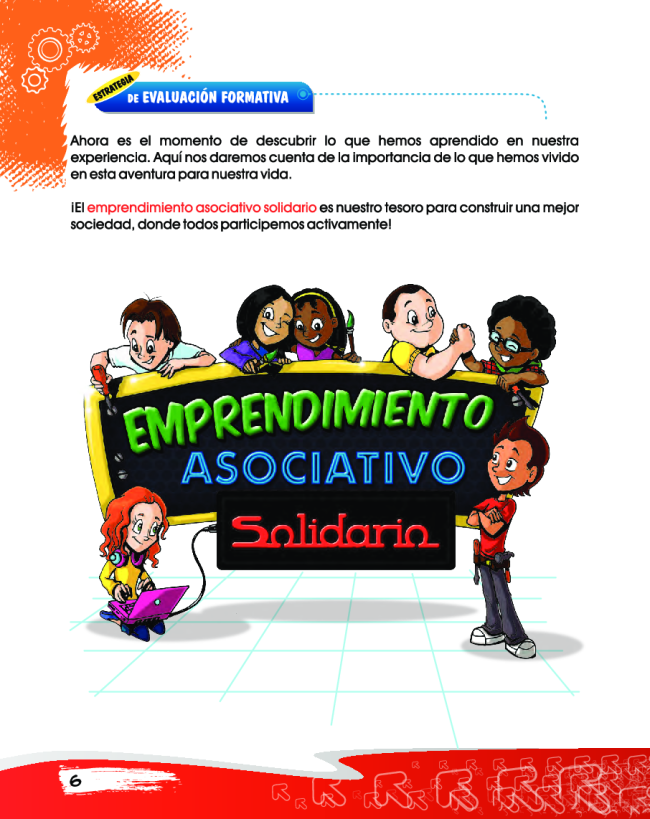 ESTRATEGIA
DE EVALUACIÓN FORMATIVA
Ahora es el momento de descubrir lo que hemos aprendido en nuestra
experiencia. Aquí nos daremos cuenta de la importancia de lo que hemos vivido
en esta aventura para nuestra vida.
¡El emprendimiento asociativo solidario es nuestro tesoro para construir una mejor
sociedad, donde todos participemos activamente!
EMPRENDIMIENTO
ASOCIATIVO
Solidario
6